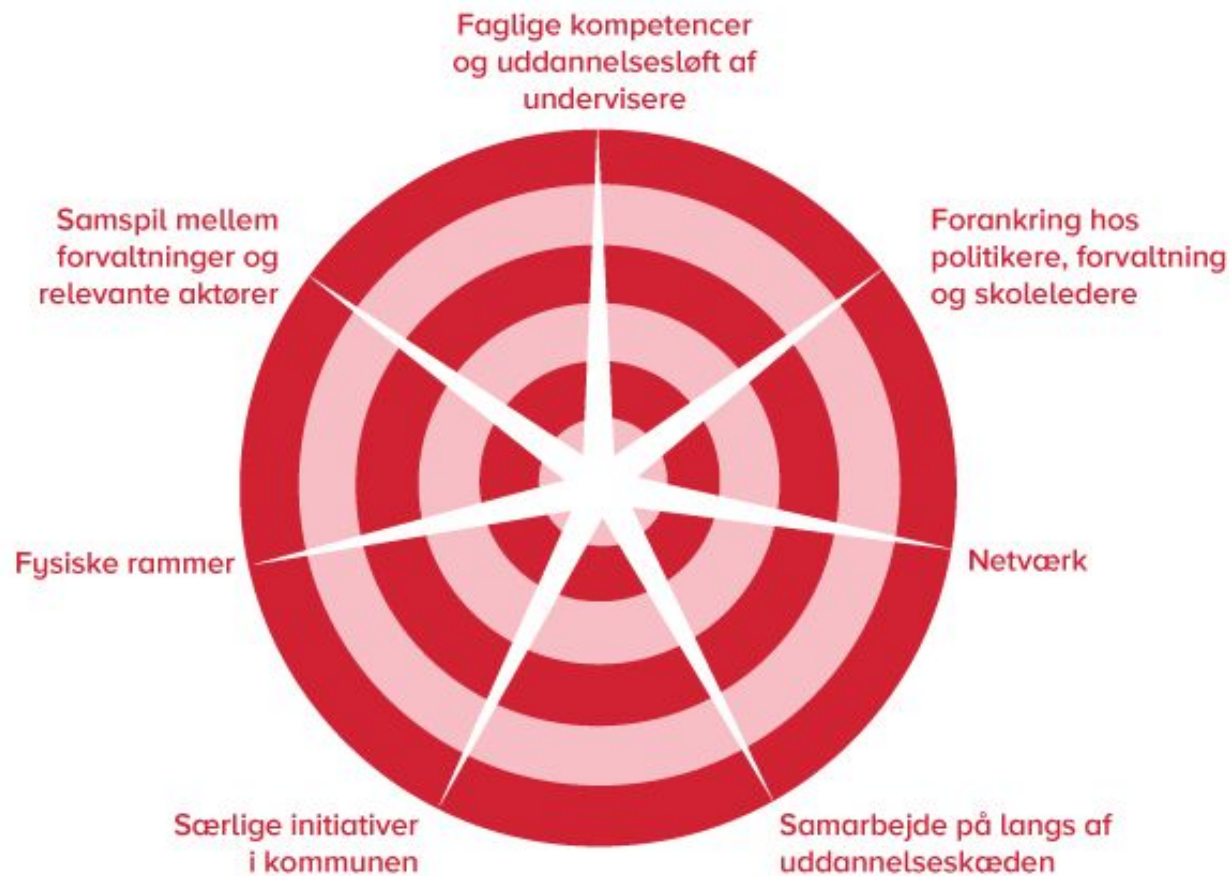 Faglige kompetencer
og uddannelsesløft af
undervisere
Forankring hos
politikere, forvaltning
og skoleledere
Netværk
Samarbejde på langs af
uddannelseskæden
Særlige initiativer
i kommunen
Fysiske rammer
Samspil mellem
forvaltninger og
relevante aktører